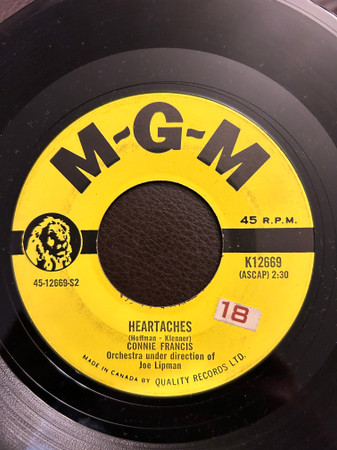 M-G-M
45 R.P.M.
45-12669-S2
K12669
(ASCAP) 2:30
18
HEARTACHES
(Hoffman - Klenner)
CONNIE FRANCIS
Orchestra under direction of
Joe Lipman
MADE IN CANADA BY QUALITY RECORDS LTD.